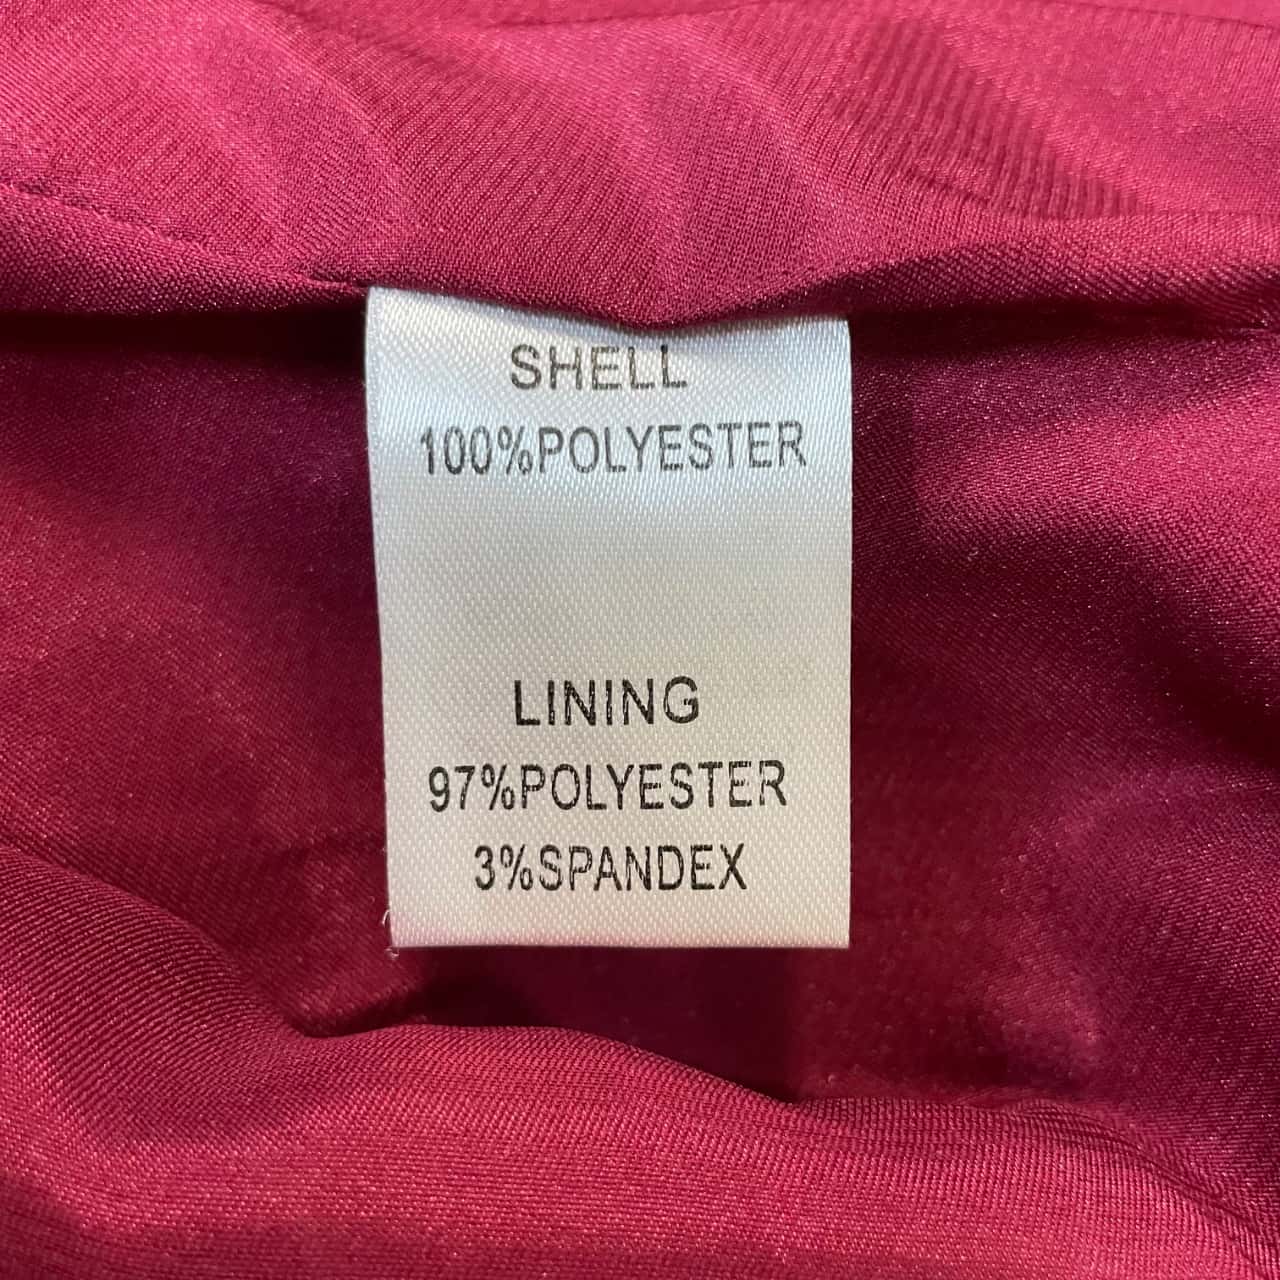 SHELL
100%POLYESTER
LINING
97%POLYESTER
3%SPANDEX